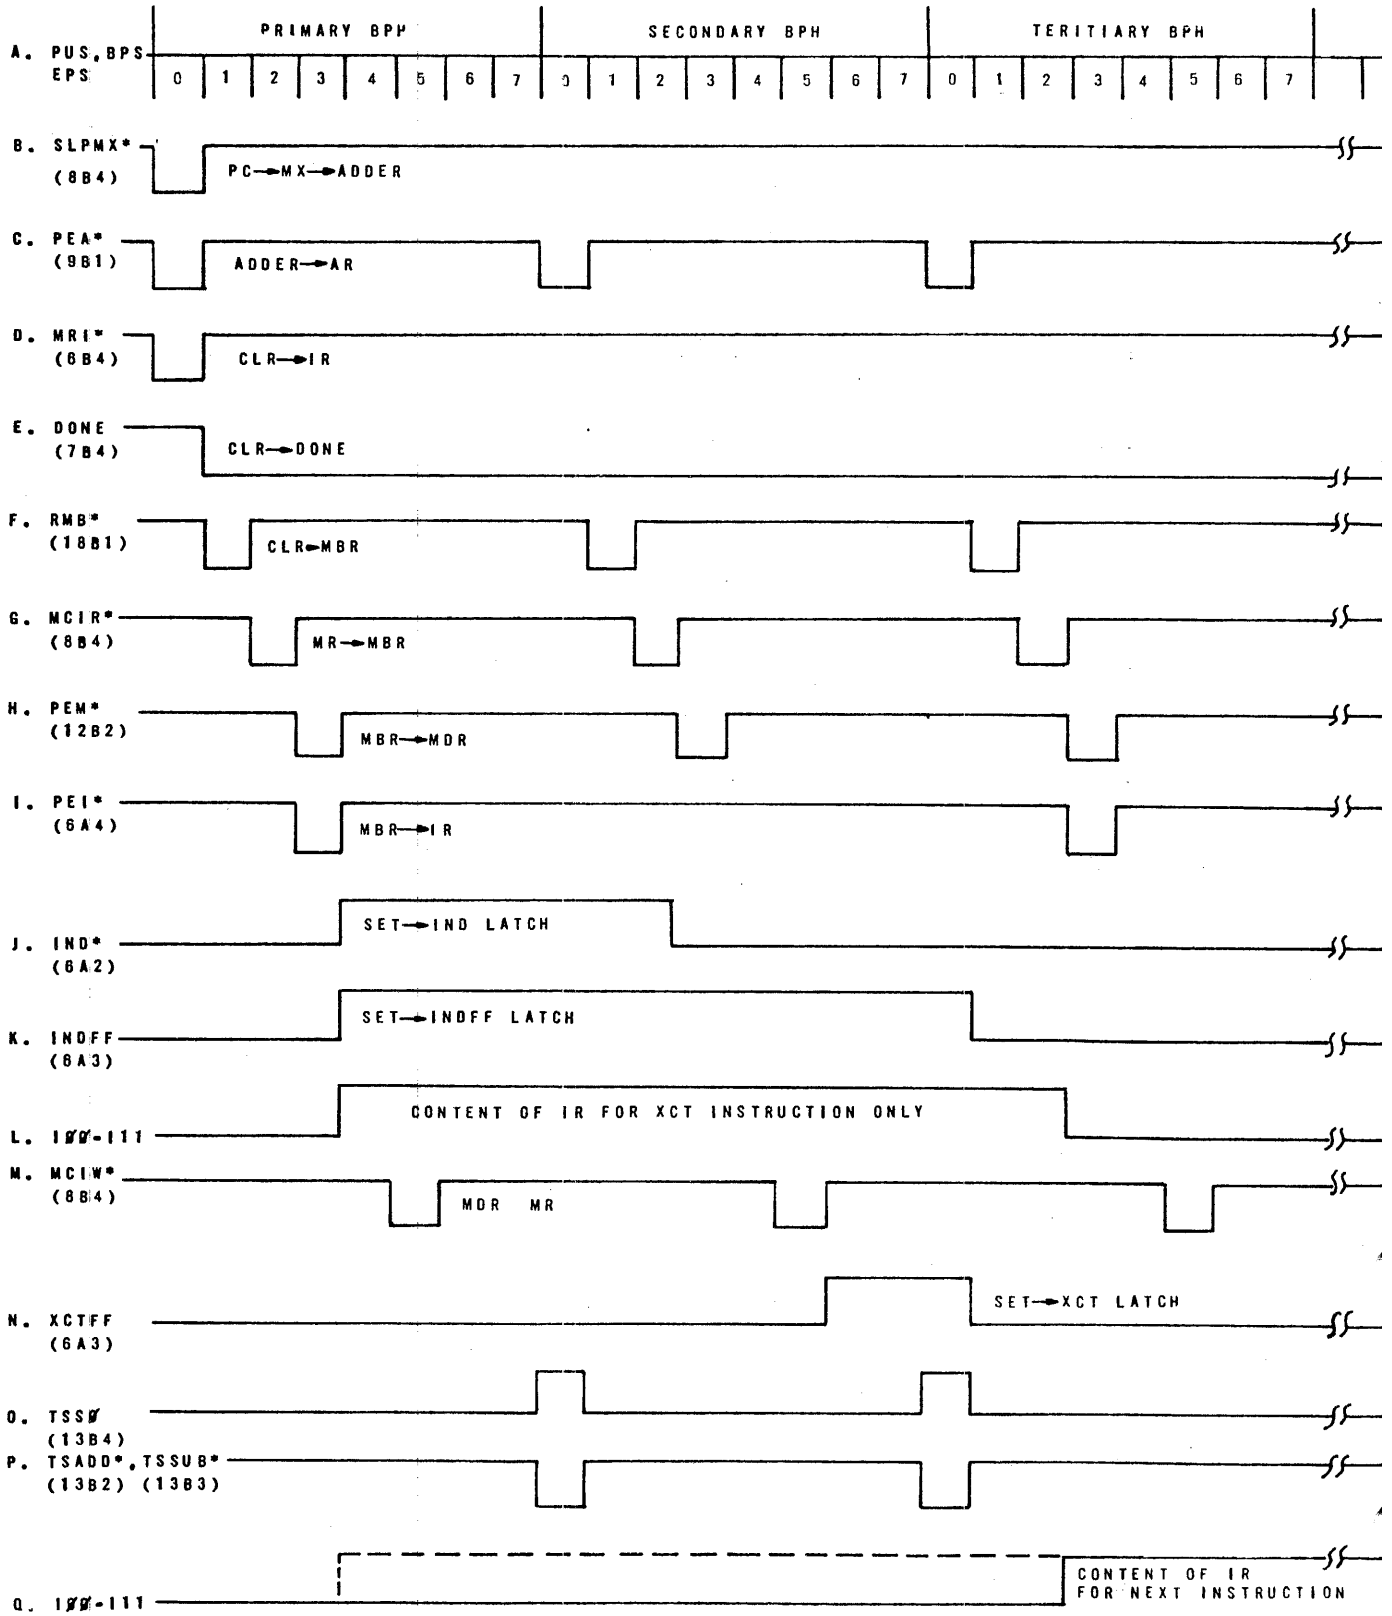 PRIMARY BPH SECONDARY BPH TERITIARY BPH
A. PUS, BPS
EPS
0 1 2 3 4 5 6 7 0 1 2 3 4 5 6 7 0 1 2 3 4 5 6 7
B. SLPMX*
(8B4)
PC→MX→ADDER
C. PEA*
(9B1)
ADDER→AR
D. MRI*
(6B4)
CLR→IR
E. DONE
(7B4)
CLR→DONE
F. RMB*
(18B1)
CLR→MBR
G. MCIR*
(8B4)
MR→MBR
H. PEM*
(12B2)
MBR→MDR
I. PEI*
(6A4)
MBR→IR
SET→IND LATCH
J. IND*
(6A2)
SET→INDFF LATCH
K. INDFF
(6A3)
CONTENT OF IR FOR XCT INSTRUCTION ONLY
L. I00-I11
M. MCIW*
(8B4)
MDR MR
SET→XCT LATCH
N. XCTFF
(6A3)
O. TSS0
(13B4)
P. TSADD*, TSSUB*
(13B2) (13B3)
CONTENT OF IR
FOR NEXT INSTRUCTION
Q. I00-I11